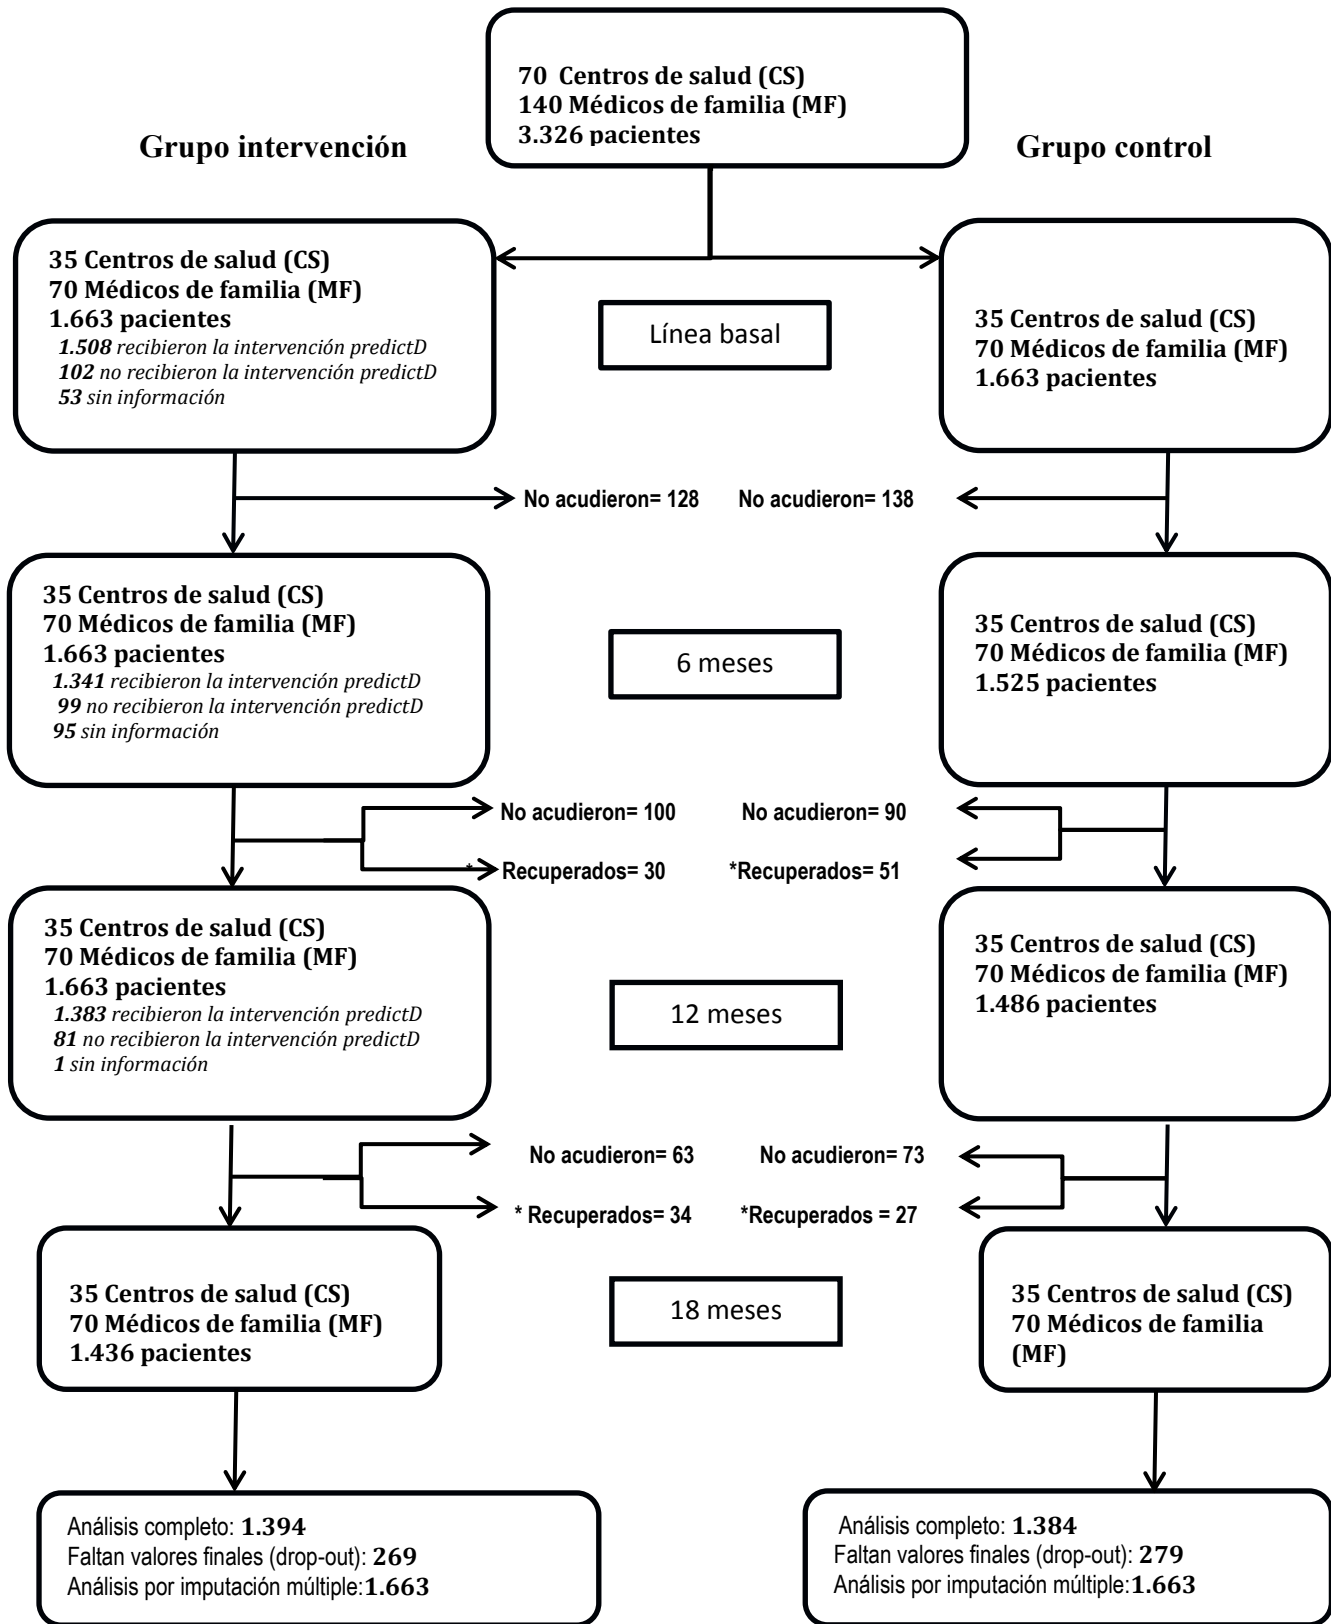 70 Centros de salud (CS)
140 Médicos de familia (MF)
3.326 pacientes
Grupo intervención
Grupo control
35 Centros de salud (CS)
70 Médicos de familia (MF)
1.663 pacientes
1.508 recibieron la intervención predictD
102 no recibieron la intervención predictD
53 sin información
Línea basal
35 Centros de salud (CS)
70 Médicos de familia (MF)
1.663 pacientes
No acudieron= 128
No acudieron= 138
35 Centros de salud (CS)
70 Médicos de familia (MF)
1.663 pacientes
1.341 recibieron la intervención predictD
99 no recibieron la intervención predictD
95 sin información
6 meses
35 Centros de salud (CS)
70 Médicos de familia (MF)
1.525 pacientes
No acudieron= 100
No acudieron= 90
* Recuperados= 30
*Recuperados= 51
35 Centros de salud (CS)
70 Médicos de familia (MF)
1.663 pacientes
1.383 recibieron la intervención predictD
81 no recibieron la intervención predictD
1 sin información
12 meses
35 Centros de salud (CS)
70 Médicos de familia (MF)
1.486 pacientes
No acudieron= 63
No acudieron= 73
* Recuperados= 34
*Recuperados = 27
35 Centros de salud (CS)
70 Médicos de familia (MF)
1.436 pacientes
18 meses
35 Centros de salud (CS)
70 Médicos de familia
(MF)
Análisis completo: 1.394
Faltan valores finales (drop-out): 269
Análisis por imputación múltiple:1.663
Análisis completo: 1.384
Faltan valores finales (drop-out): 279
Análisis por imputación múltiple:1.663